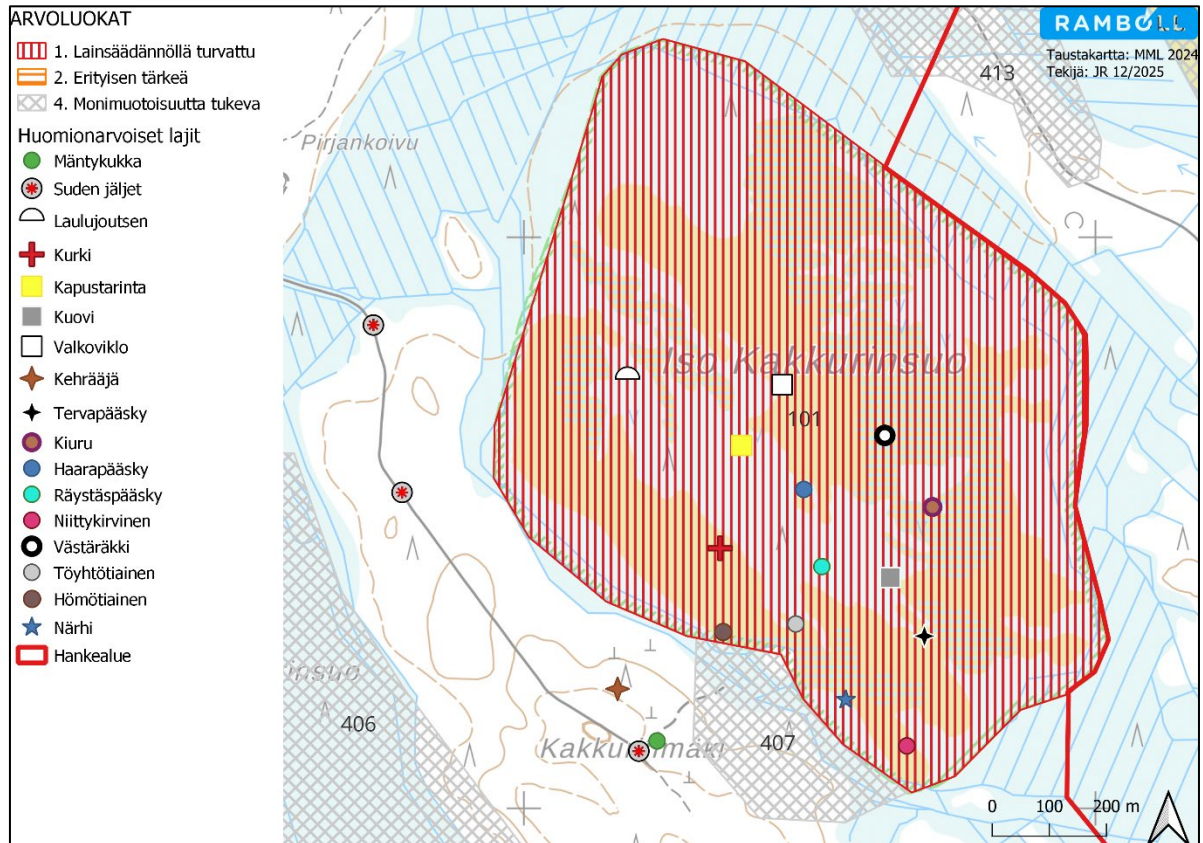 ARVOLUOKAT
1. Lainsäädännöllä turvattu
2. Erityisen tärkeä
4. Monimuotoisuutta tukeva
Huomionarvoiset lajit
Mäntykukka
Suden jäljet
Laulujoutsen
Kurki
Kapustarinta
Kuovi
Valkoviklo
Kehrääjä
Tervapääsky
Kiuru
Haarapääsky
Räystäspääsky
Niittykirvinen
Västäräkki
Töyhtötiainen
Hömötiainen
Närhi
Hankealue
RAMBOLL
Taustakartta: MML 2024
Tekijä: JR 12/2025
413
Pirjankoivu
Iso Kakkurinsuo
101
insuo
406
407
0 100 200 m